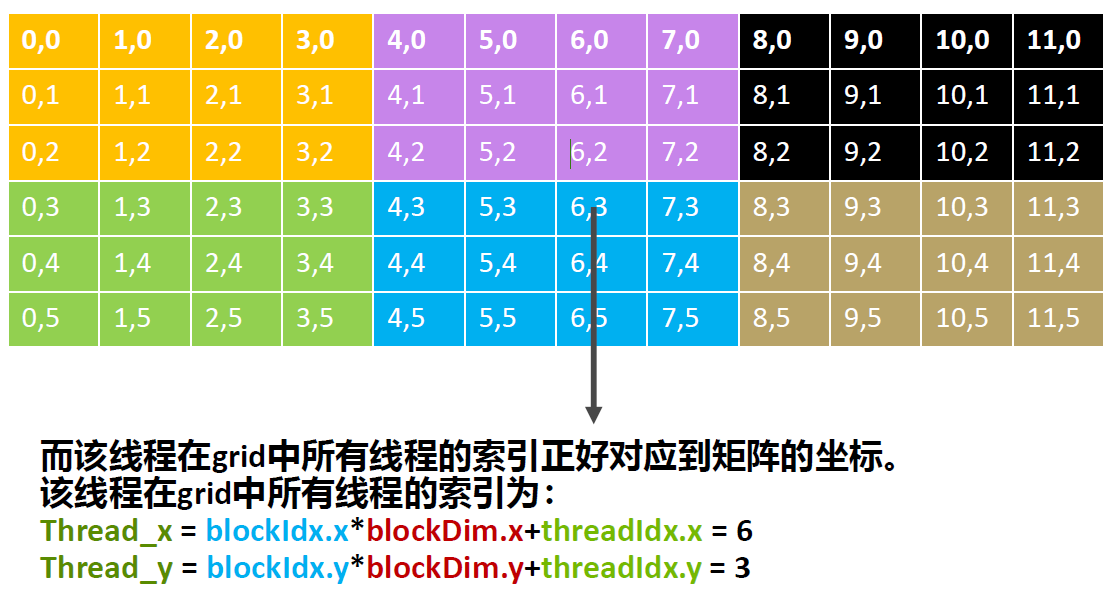 0,0 1,0 2,0 3,0 4,0 5,0 6,0 7,0 8,0 9,0 10,0 11,0
0,1 1,1 2,1 3,1 4,1 5,1 6,1 7,1 8,1 9,1 10,1 11,1
0,2 1,2 2,2 3,2 4,2 5,2 6,2 7,2 8,2 9,2 10,2 11,2
0,3 1,3 2,3 3,3 4,3 5,3 6,3 7,3 8,3 9,3 10,3 11,3
0,4 1,4 2,4 3,4 4,4 5,4 6,4 7,4 8,4 9,4 10,4 11,4
0,5 1,5 2,5 3,5 4,5 5,5 6,5 7,5 8,5 9,5 10,5 11,5
而该线程在grid中所有线程的索引正好对应到矩阵的坐标。
该线程在grid中所有线程的索引为：
Thread_x = blockIdx.x*blockDim.x+threadIdx.x = 6
Thread_y = blockIdx.y*blockDim.y+threadIdx.y = 3